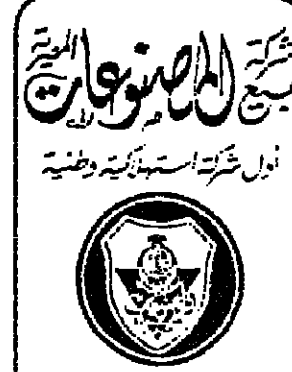 شركة بيع المصنوعات المصرية
أول شركة استهلاكية وطنية